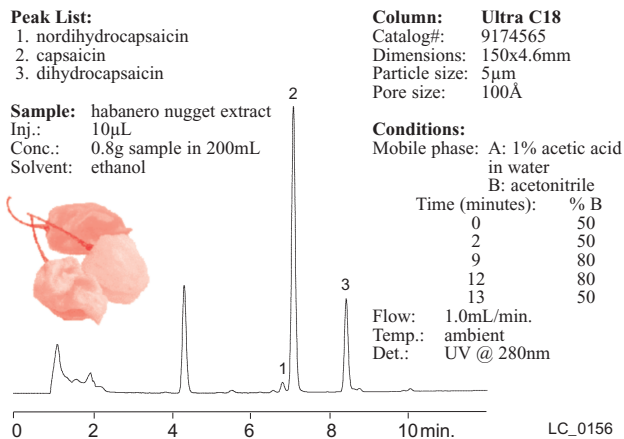 Peak List:
1. nordihydrocapsaicin
2. capsaicin
3. dihydrocapsaicin
Sample: habanero nugget extract
Inj.: 10µL
Conc.: 0.8g sample in 200mL
Solvent: ethanol
Column: Ultra C18
Catalog#: 9174565
Dimensions: 150x4.6mm
Particle size: 5µm
Pore size: 100Å
Conditions:
Mobile phase: A: 1% acetic acid
in water
B: acetonitrile
Time (minutes): % B
0 50
2 50
9 80
12 80
13 50
Flow: 1.0mL/min.
Temp.: ambient
Det.: UV @ 280nm
2
3
1
0 2 4 6 8 10 min.
LC_0156